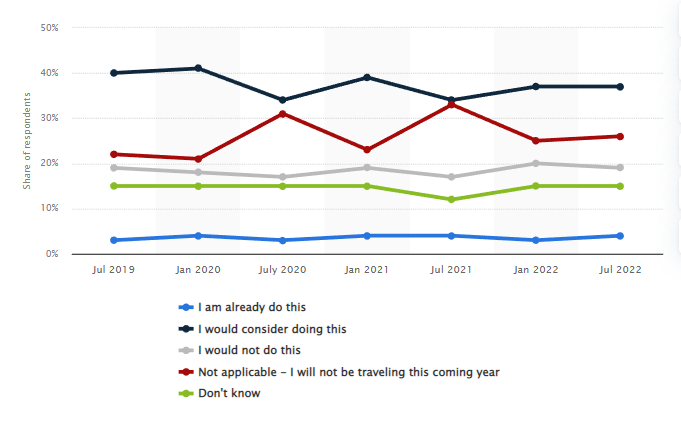 50%
40%
30%
20%
10%
0%
Share of respondents
Jul 2019 Jan 2020 July 2020 Jan 2021 Jul 2021 Jan 2022 Jul 2022
I am already do this
I would consider doing this
I would not do this
Not applicable – I will not be traveling this coming year
Don't know